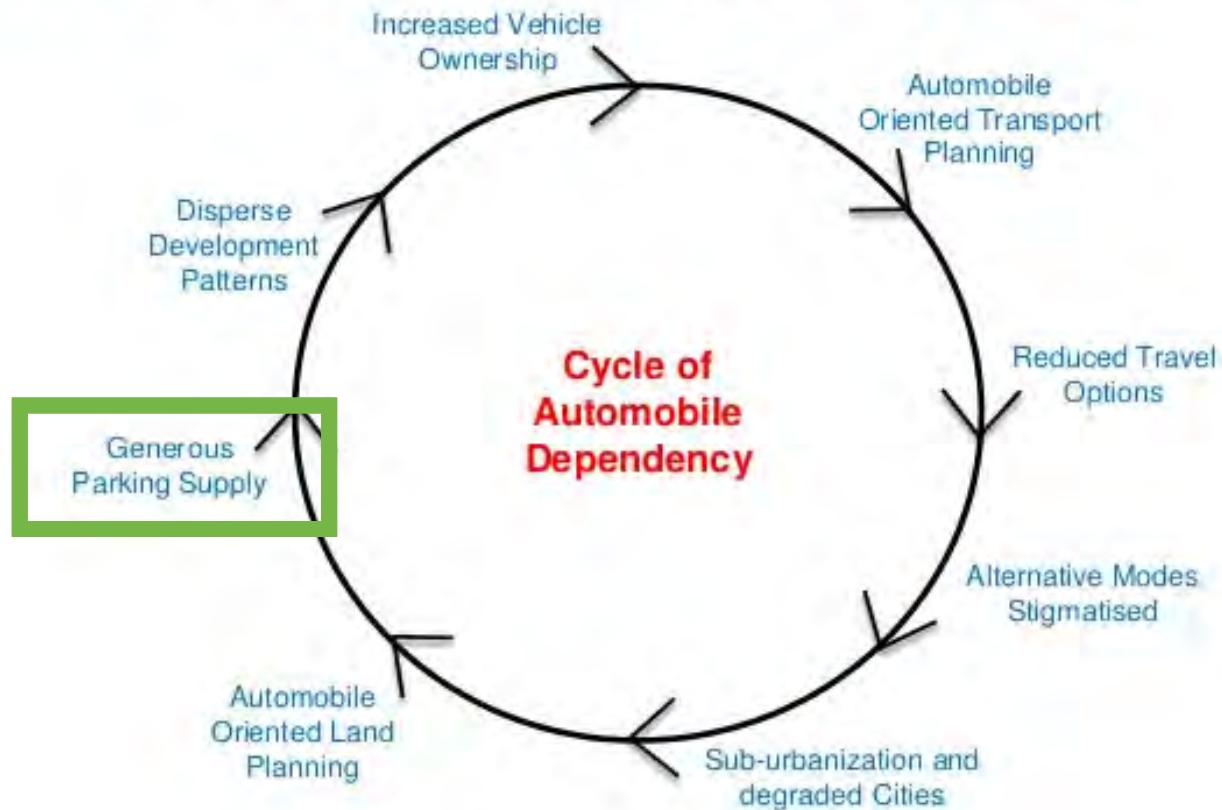 Increased Vehicle
Ownership
Automobile
Oriented Transport
Planning
Reduced Travel
Options
Alternative Modes
Stigmatised
Sub-urbanization and
degraded Cities
Automobile
Oriented Land
Planning
Generous
Parking Supply
Disperse
Development
Patterns
Cycle of
Automobile
Dependency